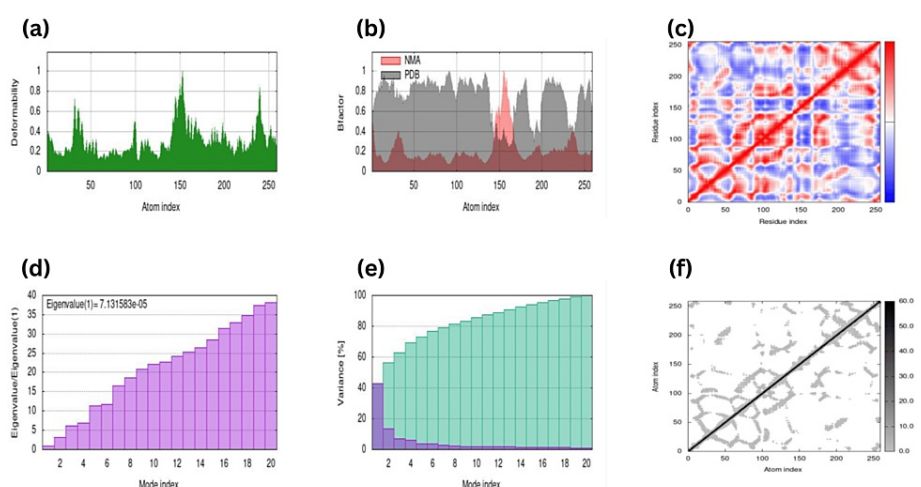 (a)
Deformability
1
0.8
0.6
0.4
0.2
0
50 100 150 200 250
Atom index
(b)
Bfactor
NMA
PDB
1
0.8
0.6
0.4
0.2
0
50 100 150 200 250
Atom index
(c)
Residue index
250
200
150
100
50
0
0 50 100 150 200 250
Residue index
(d)
Eigenvalue/Eigenvalue(1)
Eigenvalue(1)= 7.131583e-05
40
35
30
25
20
15
10
5
0
2 4 6 8 10 12 14 16 18 20
Mode index
(e)
Variance [%]
100
80
60
40
20
0
2 4 6 8 10 12 14 16 18 20
Mode index
(f)
Atom index
250
200
150
100
50
0
0 50 100 150 200 250
Atom index
60.0
50.0
40.0
30.0
20.0
10.0
0.0